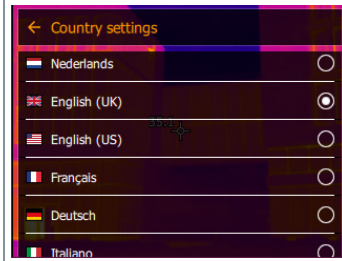 Country settings
Nederlands
English (UK)
English (US)
Français
Deutsch
Italiano